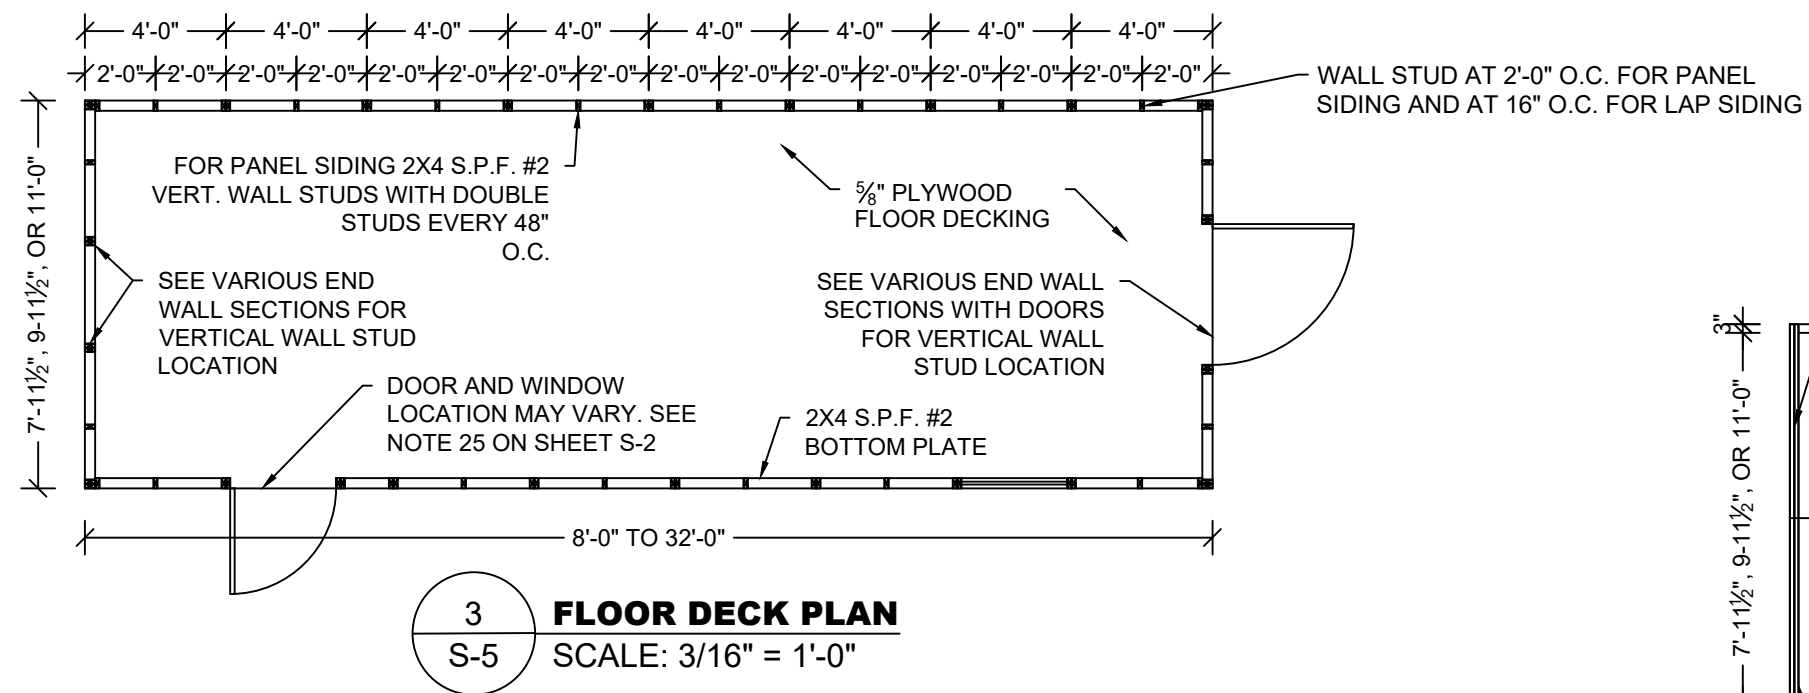 4'-0" 4'-0" 4'-0" 4'-0" 4'-0" 4'-0" 4'-0" 4'-0"
2'-0" 2'-0" 2'-0" 2'-0" 2'-0" 2'-0" 2'-0" 2'-0" 2'-0" 2'-0" 2'-0" 2'-0" 2'-0" 2'-0" 2'-0" 2'-0"
WALL STUD AT 2'-0" O.C. FOR PANEL
SIDING AND AT 16" O.C. FOR LAP SIDING
7'-11½", 9-11½", OR 11'-0"
FOR PANEL SIDING 2X4 S.P.F. #2
VERT. WALL STUDS WITH DOUBLE
STUDS EVERY 48"
O.C.
⅝" PLYWOOD
FLOOR DECKING
SEE VARIOUS END
WALL SECTIONS FOR
VERTICAL WALL STUD
LOCATION
SEE VARIOUS END WALL
SECTIONS WITH DOORS
FOR VERTICAL WALL
STUD LOCATION
DOOR AND WINDOW
LOCATION MAY VARY. SEE
NOTE 25 ON SHEET S-2
2X4 S.P.F. #2
BOTTOM PLATE
8'-0" TO 32'-0"
3
S-5
FLOOR DECK PLAN
SCALE: 3/16" = 1'-0"
3"
7'-11½", 9-11½", OR 11'-0"